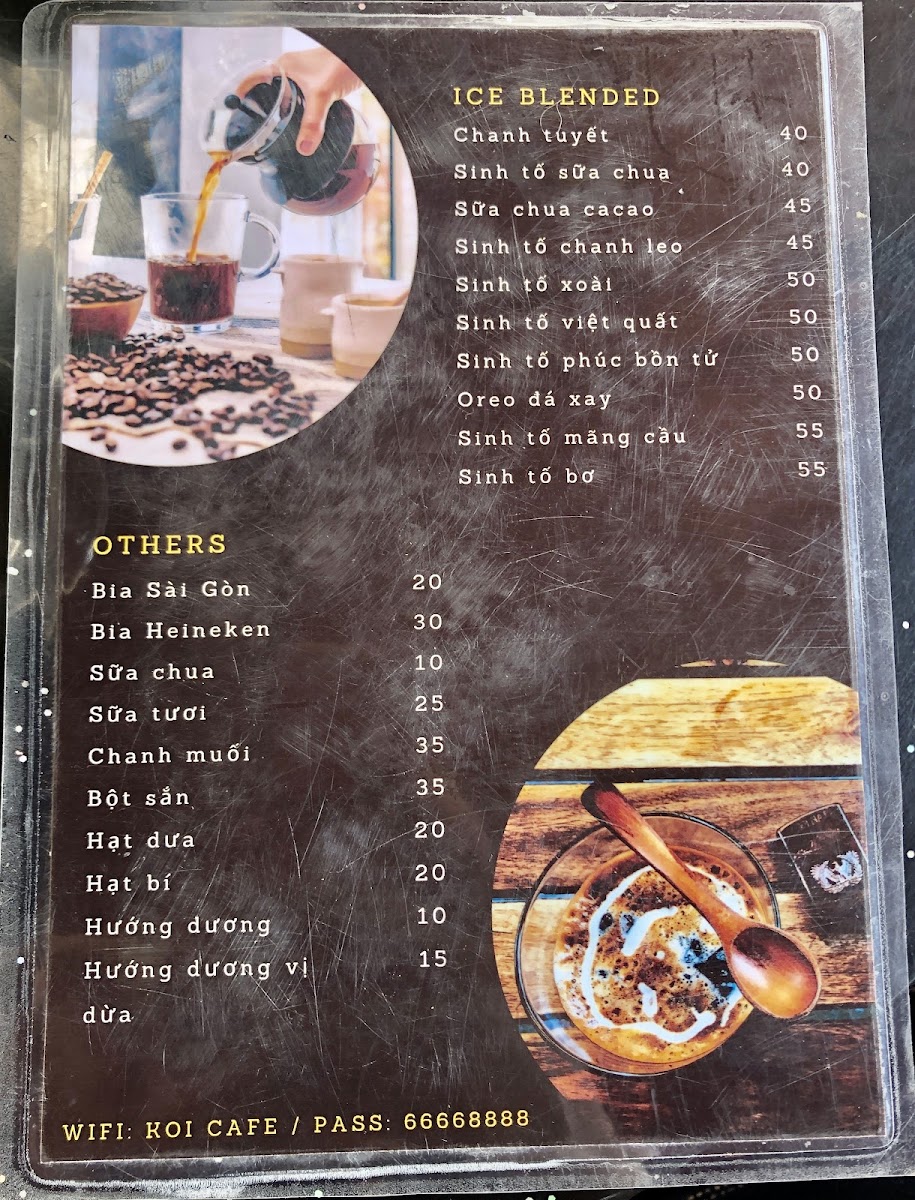 ICE BLENDED
Chanh tuyết 40
Sinh tố sữa chua 40
Sữa chua cacao 45
Sinh tố chanh leo 45
Sinh tố xoài 50
Sinh tố việt quất 50
Sinh tố phúc bồn tử 50
Oreo đá xay 50
Sinh tố mãng cầu 55
Sinh tố bơ 55
OTHERS
Bia Sài Gòn 20
Bia Heineken 30
Sữa chua 10
Sữa tươi 25
Chanh muối 35
Bột sắn 35
Hạt dưa 20
Hạt bí 20
Hướng dương 10
Hướng dương vị 15
dừa
WIFI: KOI CAFE / PASS: 66668888